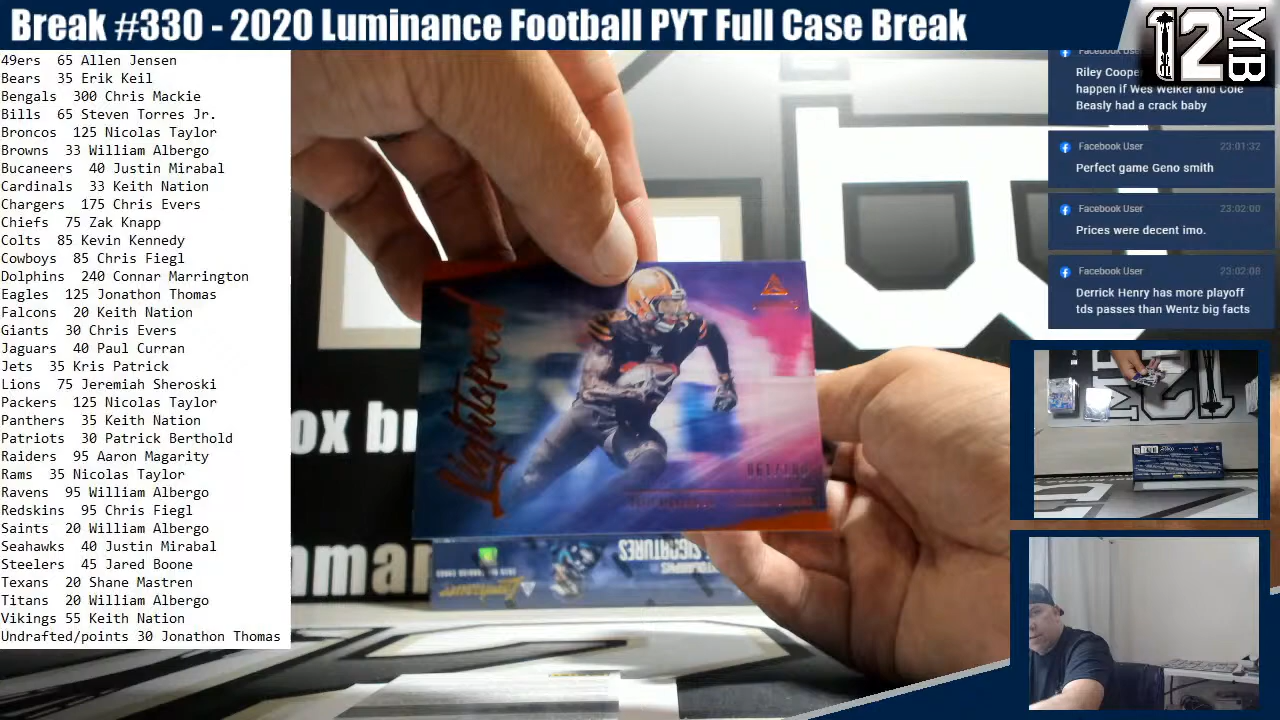 Break #330 - 2020 Luminance Football PYT Full Case Break
12
MB
49ers 65 Allen Jensen
Bears 35 Erik Keil
Bengals 300 Chris Mackie
Bills 65 Steven Torres Jr.
Broncos 125 Nicolas Taylor
Browns 33 William Albergo
Bucaneers 40 Justin Mirabal
Cardinals 33 Keith Nation
Chargers 175 Chris Evers
Chiefs 75 Zak Knapp
Colts 85 Kevin Kennedy
Cowboys 85 Chris Fiegl
Dolphins 240 Connar Marrington
Eagles 125 Jonathon Thomas
Falcons 20 Keith Nation
Giants 30 Chris Evers
Jaguars 40 Paul Curran
Jets 35 Kris Patrick
Lions 75 Jeremiah Sheroski
Packers 125 Nicolas Taylor
Panthers 35 Keith Nation
Patriots 30 Patrick Berthold
Raiders 95 Aaron Magarity
Rams 35 Nicolas Taylor
Ravens 95 William Albergo
Redskins 95 Chris Fiegl
Saints 20 William Albergo
Seahawks 40 Justin Mirabal
Steelers 45 Jared Boone
Texans 20 Shane Mastren
Titans 20 William Albergo
Vikings 55 Keith Nation
Undrafted/points 30 Jonathon Thomas
Lightspeed
ox br
mman
SIGNATURES
Luminance
Facebook User
Riley Cooper
happen if Wes Welker and Cole
Beasly had a crack baby
Facebook User 23:01:32
Perfect game Geno smith
Facebook User 23:02:00
Prices were decent imo.
Facebook User 23:02:08
Derrick Henry has more playoff
tds passes than Wentz big facts